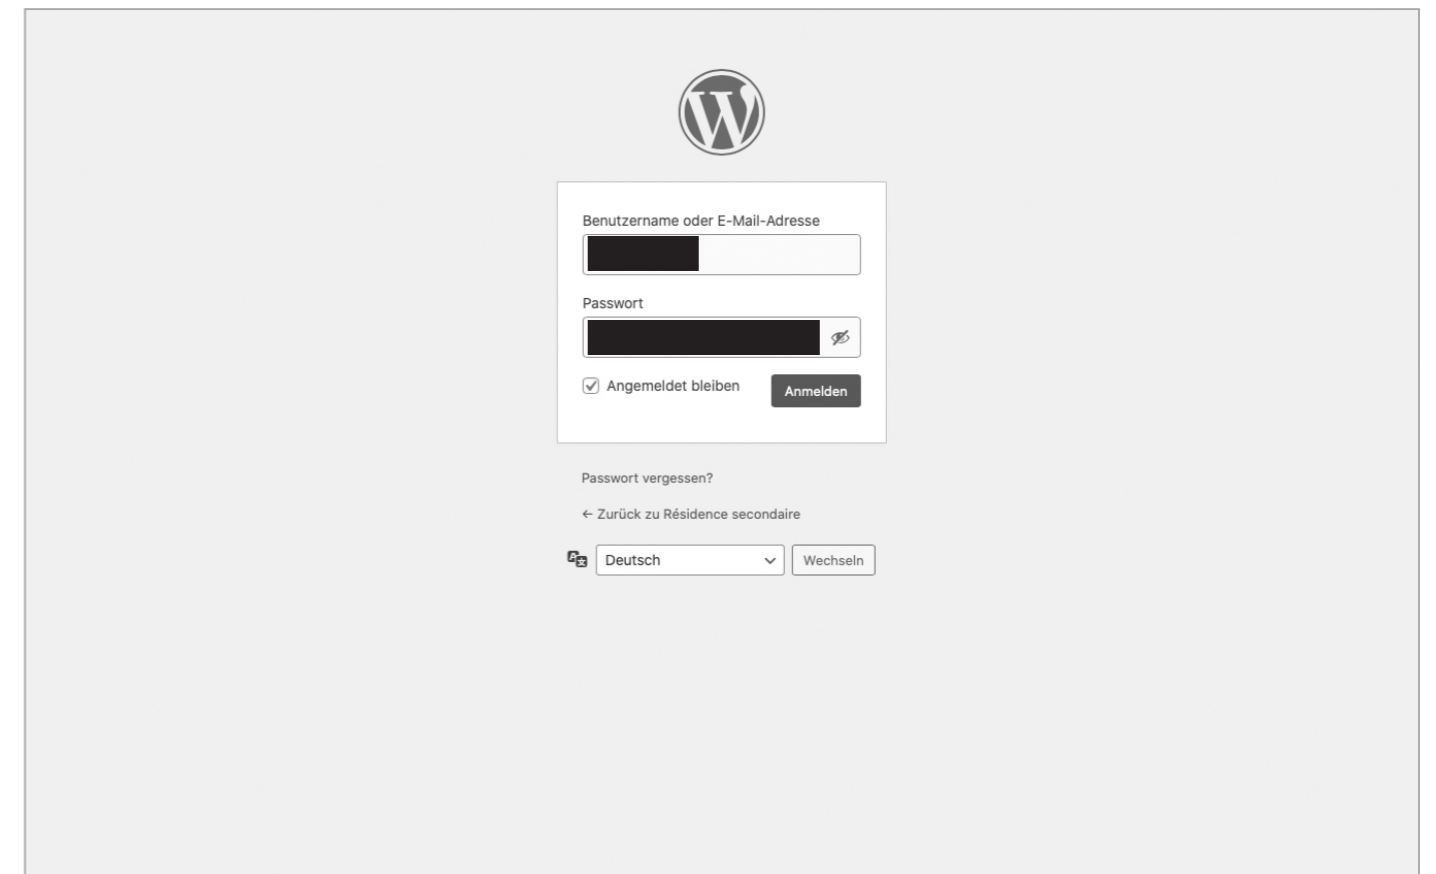 Benutzername oder E-Mail-Adresse
Passwort
Angemeldet bleiben
Anmelden
Passwort vergessen?
← Zurück zu Résidence secondaire
Deutsch
Wechseln